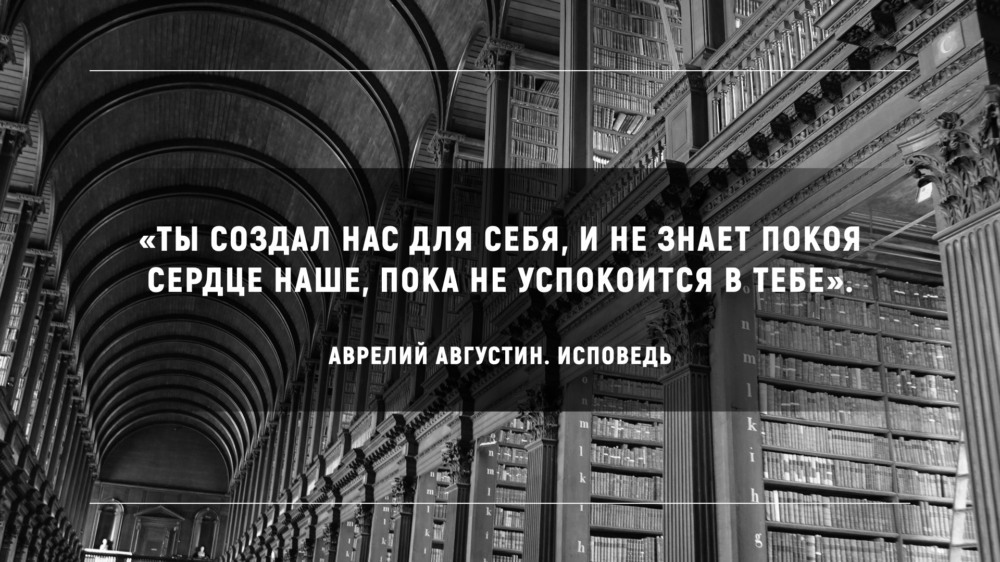 «ТЫ СОЗДАЛ НАС ДЛЯ СЕБЯ, И НЕ ЗНАЕТ ПОКОЯ
СЕРДЦЕ НАШЕ, ПОКА НЕ УСПОКОИТСЯ В ТЕБЕ».
АВРЕЛИЙ АВГУСТИН. ИСПОВЕДЬ
C
o
n
m
l
k
i
h
g
o
n
m
l
k
i
h
g
n
m
l
k
i
h
n
m
l
k
i